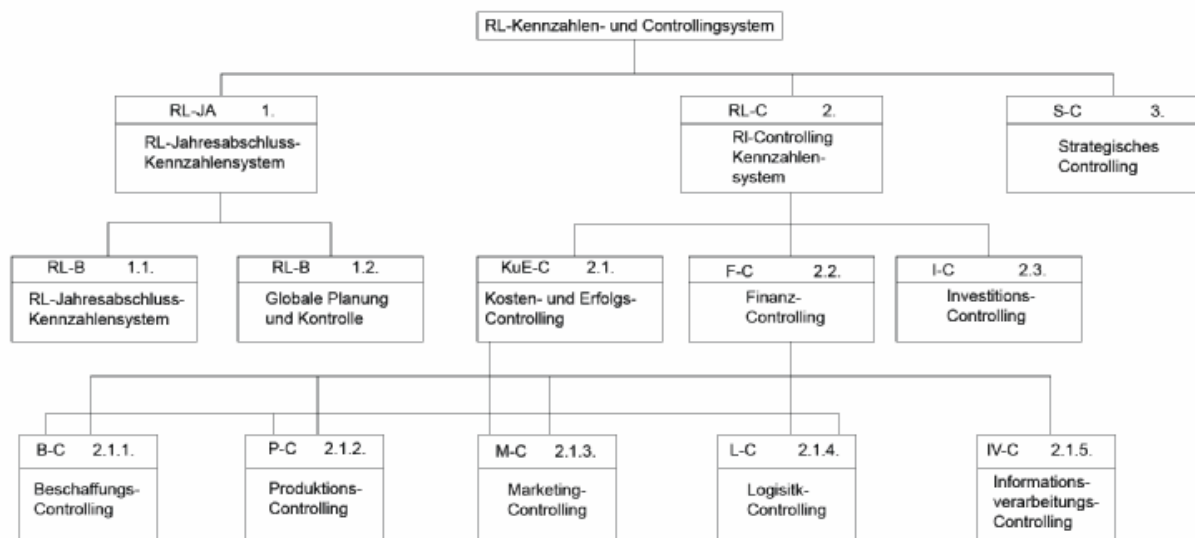 RL-Kennzahlen- und Controllingsystem
RL-JA 1.
RL-Jahresabschluss-
Kennzahlensystem
RL-C 2.
RI-Controlling
Kennzahlen-
system
S-C 3.
Strategisches
Controlling
RL-B 1.1.
RL-Jahresabschluss-
Kennzahlensystem
RL-B 1.2.
Globale Planung
und Kontrolle
KuE-C 2.1.
Kosten- und Erfolgs-
Controlling
F-C 2.2.
Finanz-
Controlling
I-C 2.3.
Investitions-
Controlling
B-C 2.1.1.
Beschaffungs-
Controlling
P-C 2.1.2.
Produktions-
Controlling
M-C 2.1.3.
Marketing-
Controlling
L-C 2.1.4.
Logisitk-
Controlling
IV-C 2.1.5.
Informations-
verarbeitungs-
Controlling